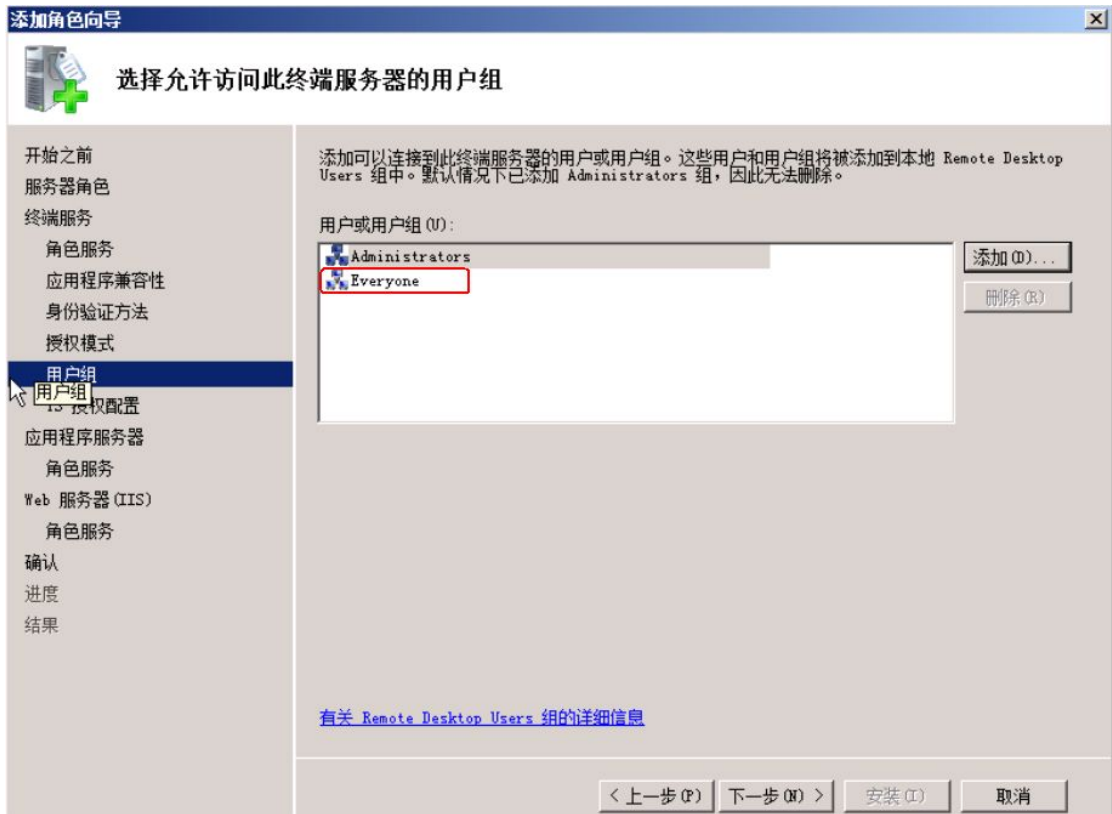 添加角色向导
选择允许访问此终端服务器的用户组
开始之前
服务器角色
终端服务
角色服务
应用程序兼容性
身份验证方法
授权模式
用户组
用户组
TS 授权配置
应用程序服务器
角色服务
Web 服务器(IIS)
角色服务
确认
进度
结果
添加可以连接到此终端服务器的用户或用户组。这些用户和用户组将被添加到本地 Remote Desktop
Users 组中。默认情况下已添加 Administrators 组，因此无法删除。
用户或用户组(U):
Administrators
Everyone
添加(D)...
删除(R)
有关 Remote Desktop Users 组的详细信息
< 上一步(P)
下一步(N) >
安装(I)
取消